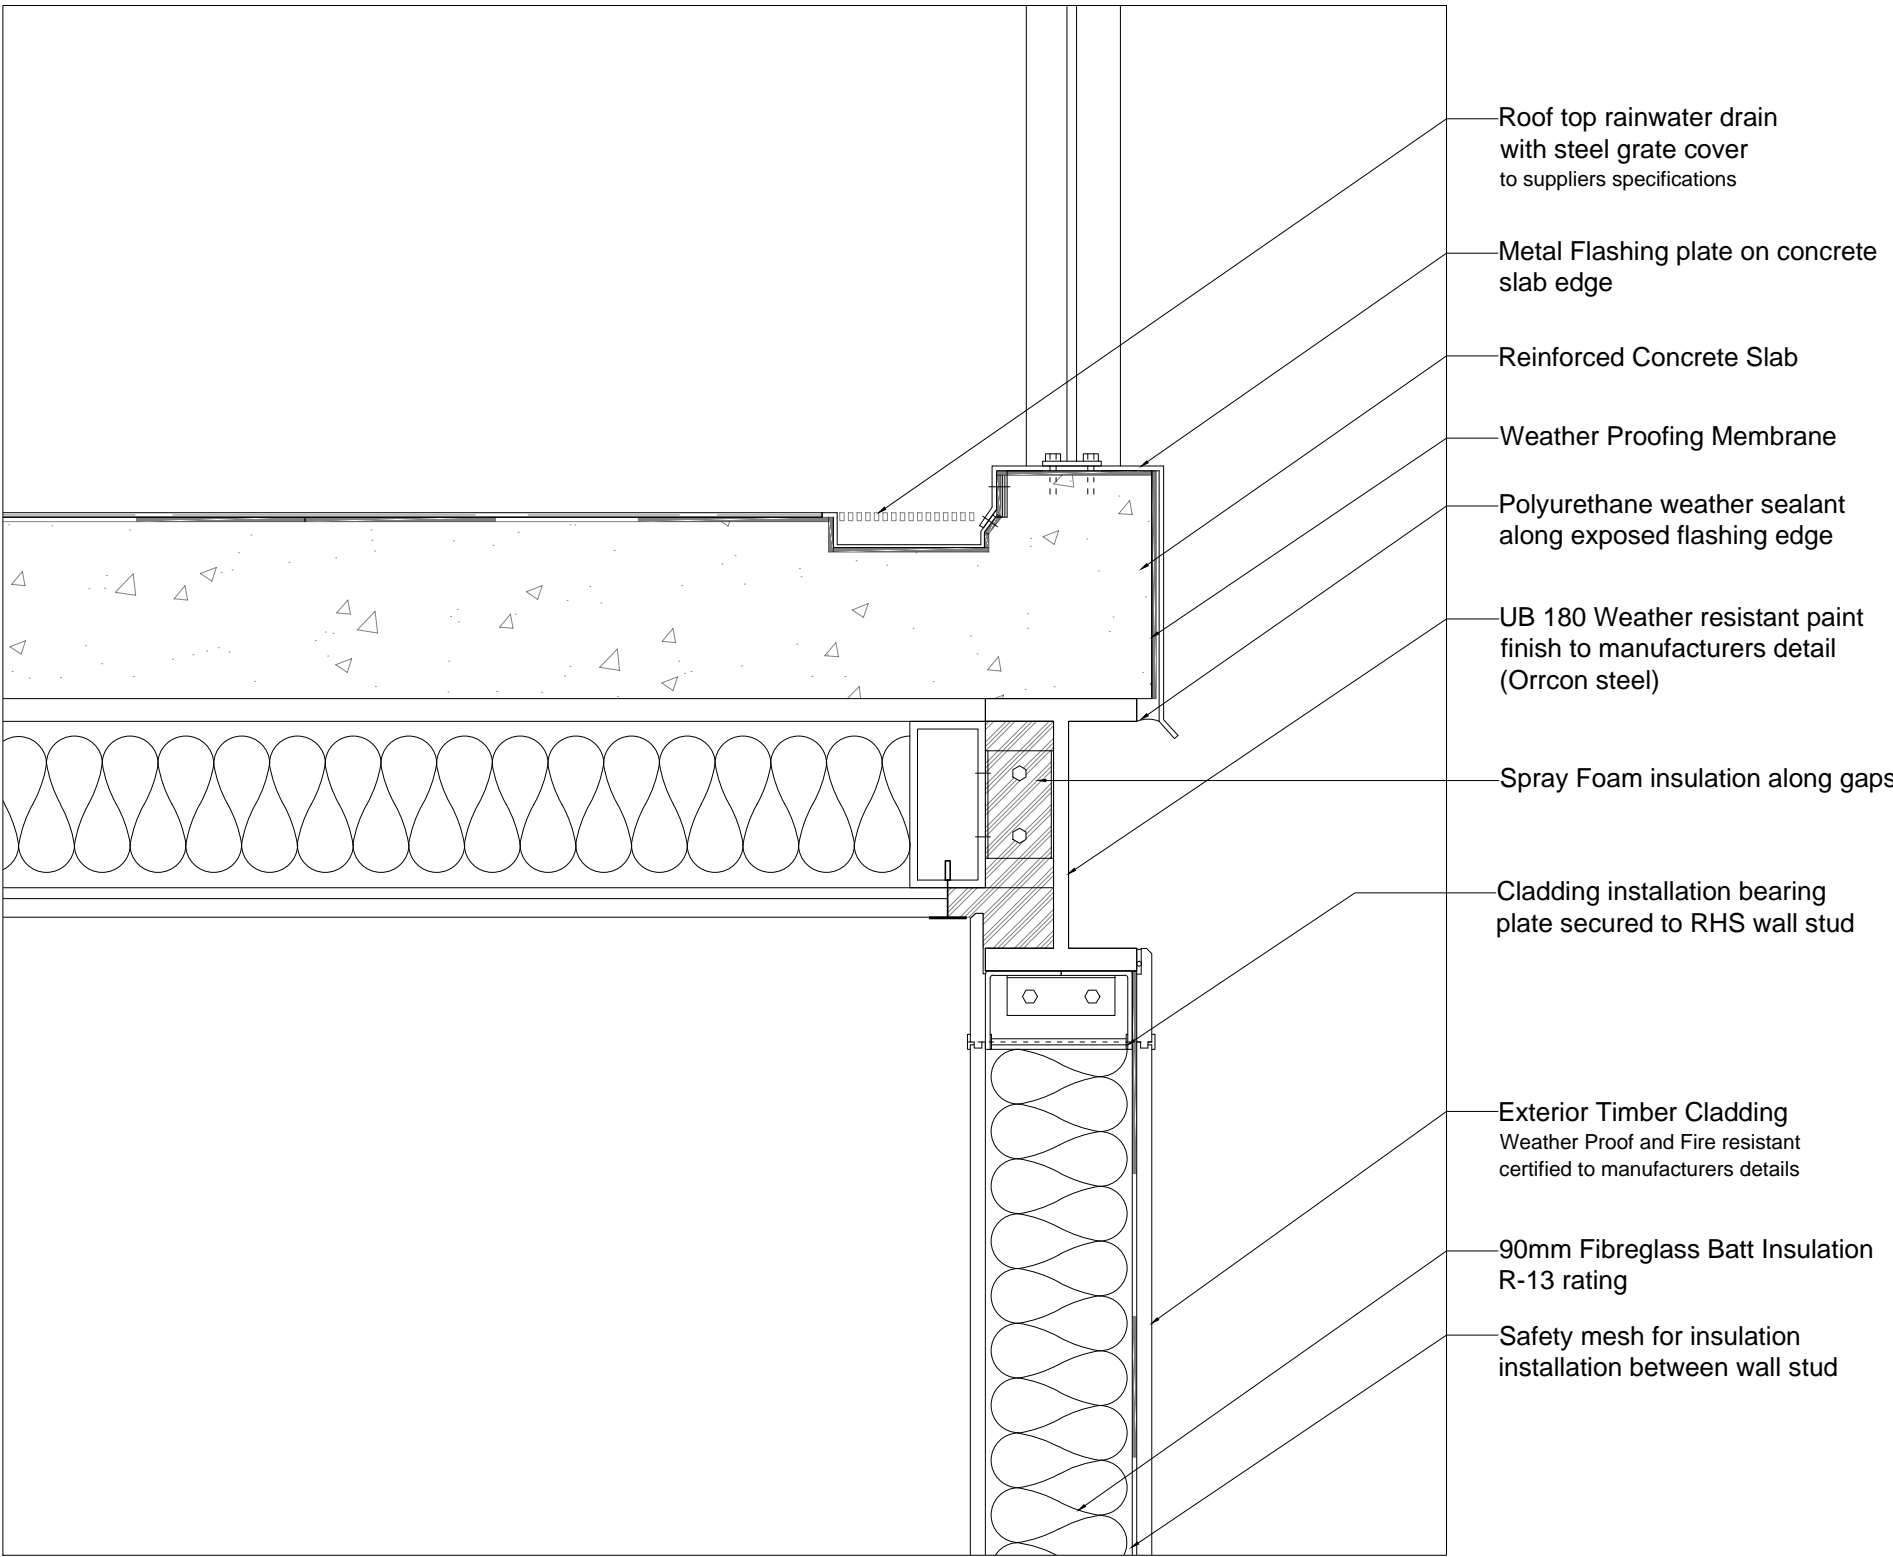 Roof top rainwater drain
with steel grate cover
to suppliers specifications
Metal Flashing plate on concrete
slab edge
Reinforced Concrete Slab
Weather Proofing Membrane
Polyurethane weather sealant
along exposed flashing edge
UB 180 Weather resistant paint
finish to manufacturers detail
(Orrcon steel)
Spray Foam insulation along gaps
Cladding installation bearing
plate secured to RHS wall stud
Exterior Timber Cladding
Weather Proof and Fire resistant
certified to manufacturers details
90mm Fibreglass Batt Insulation
R-13 rating
Safety mesh for insulation
installation between wall stud